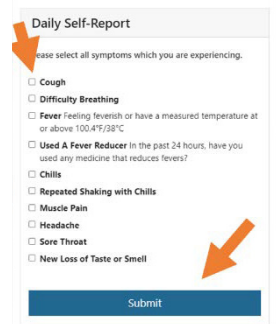 Daily Self-Report
ease select all symptoms which you are experiencing.
Cough
Difficulty Breathing
Fever Feeling feverish or have a measured temperature at
or above 100.4°F/38°C
Used A Fever Reducer In the past 24 hours, have you
used any medicine that reduces fevers?
Chills
Repeated Shaking with Chills
Muscle Pain
Headache
Sore Throat
New Loss of Taste or Smell
Submit